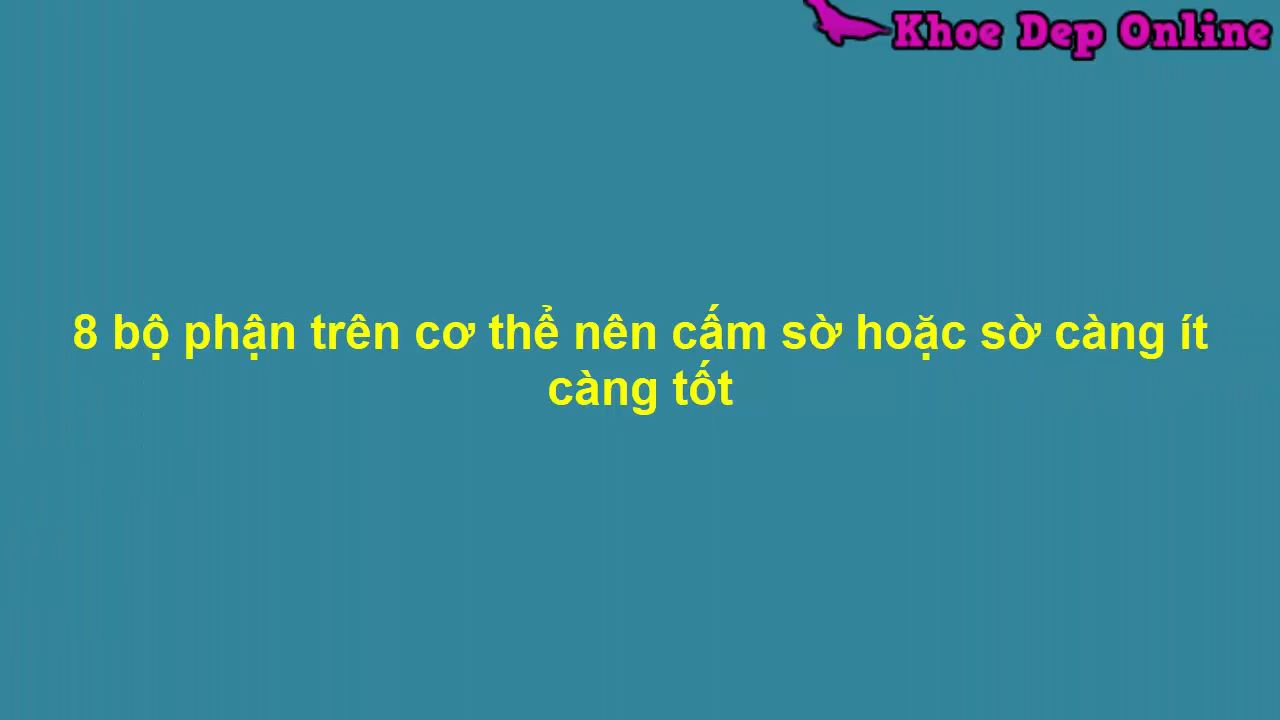 Khoe Dep Online
8 bộ phận trên cơ thể nên cấm sờ hoặc sờ càng ít
càng tốt